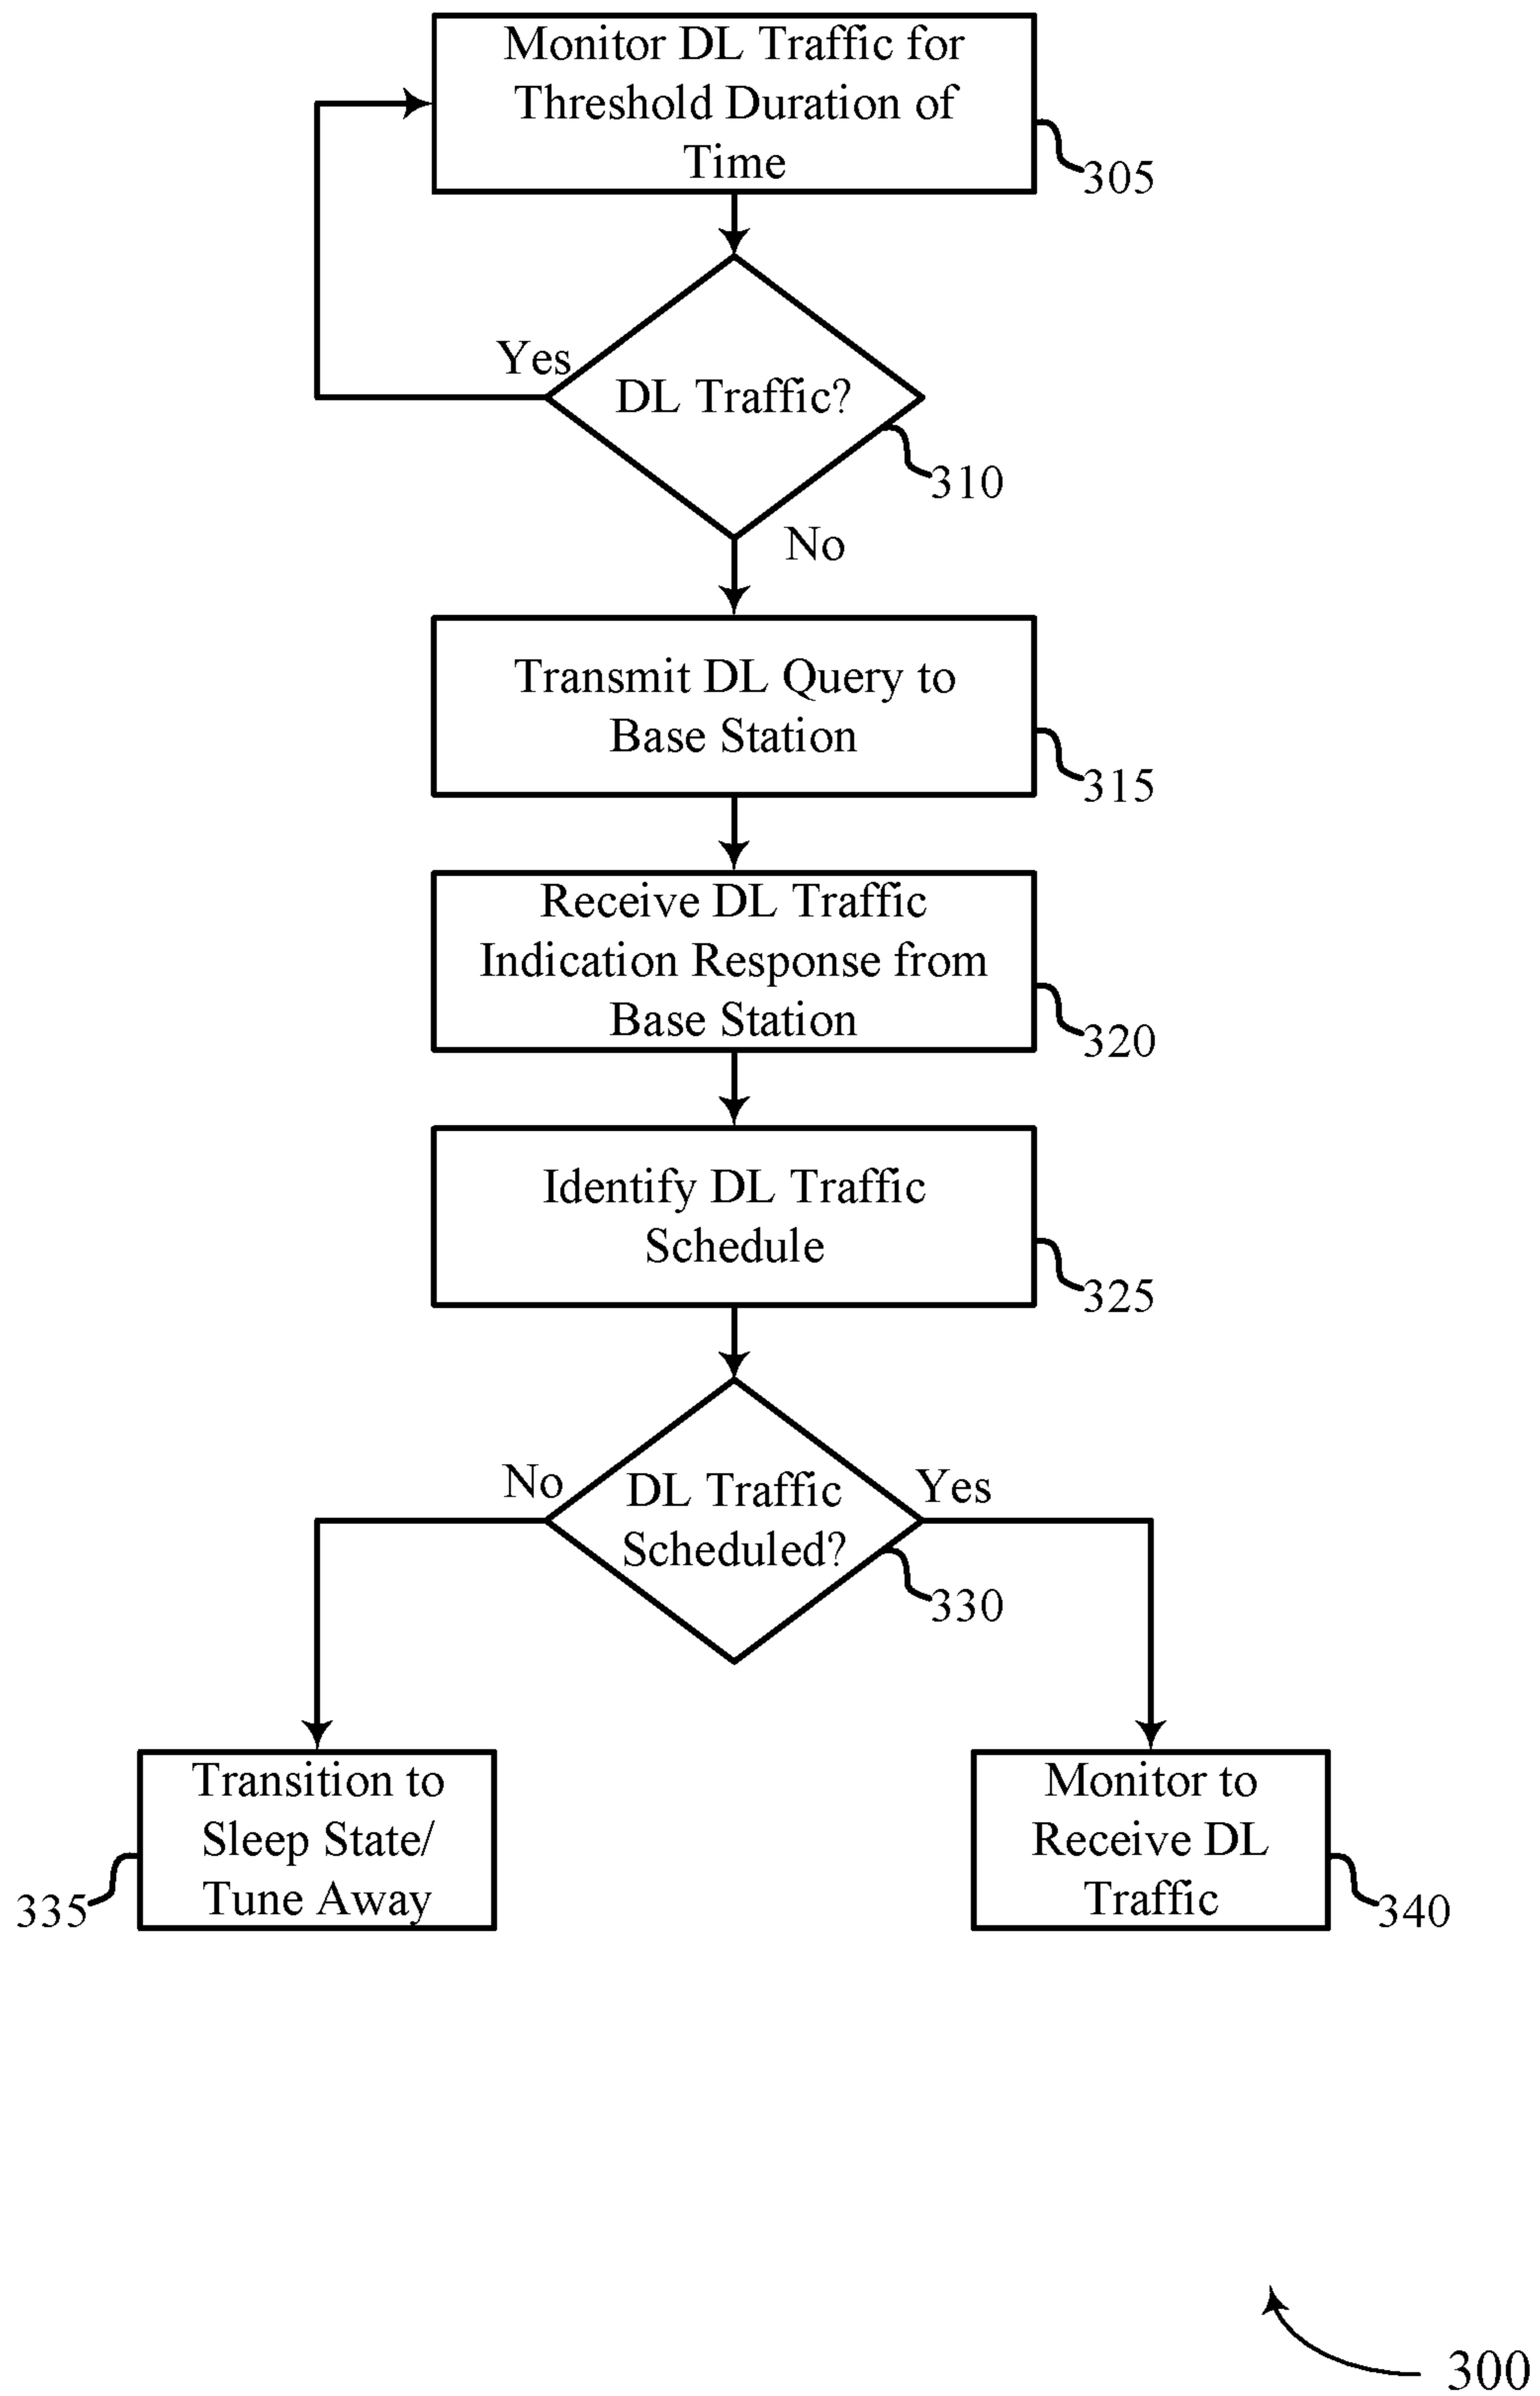 Monitor DL Traffic for
Threshold Duration of
Time
305
Yes
DL Traffic?
310
No
Transmit DL Query to
Base Station
315
Receive DL Traffic
Indication Response from
Base Station
320
Identify DL Traffic
Schedule
325
No
DL Traffic
Scheduled?
Yes
330
Transition to
Sleep State/
Tune Away
335
Monitor to
Receive DL
Traffic
340
300